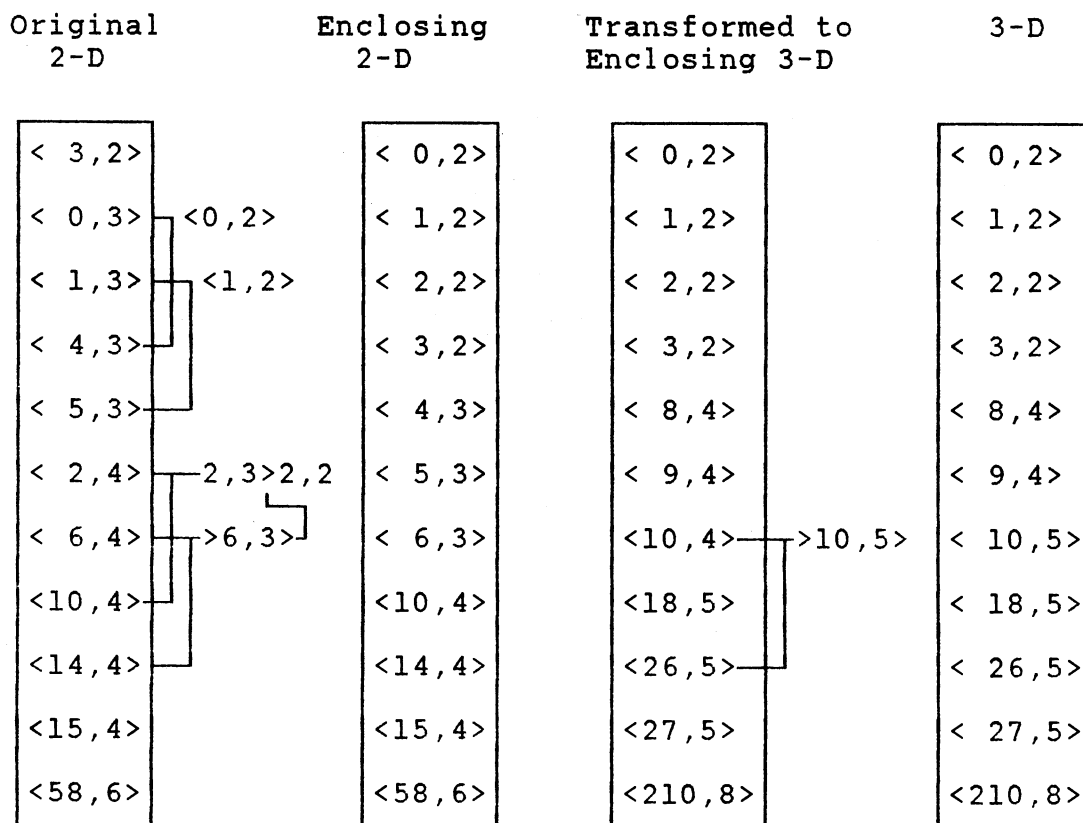 Original Enclosing Transformed to 3-D
2-D 2-D Enclosing 3-D
< 3,2> < 0,2> < 0,2> < 0,2>
< 0,3> <0,2> < 1,2> < 1,2> < 1,2>
< 1,3> <1,2> < 2,2> < 2,2> < 2,2>
< 4,3> < 3,2> < 3,2> < 3,2>
< 5,3> < 4,3> < 8,4> < 8,4>
< 2,4> 2,3>2,2 < 5,3> < 9,4> < 9,4>
< 6,4> >6,3> < 6,3> <10,4> >10,5> < 10,5>
<10,4> <10,4> <18,5> < 18,5>
<14,4> <14,4> <26,5> < 26,5>
<15,4> <15,4> <27,5> < 27,5>
<58,6> <58,6> <210,8> <210,8>